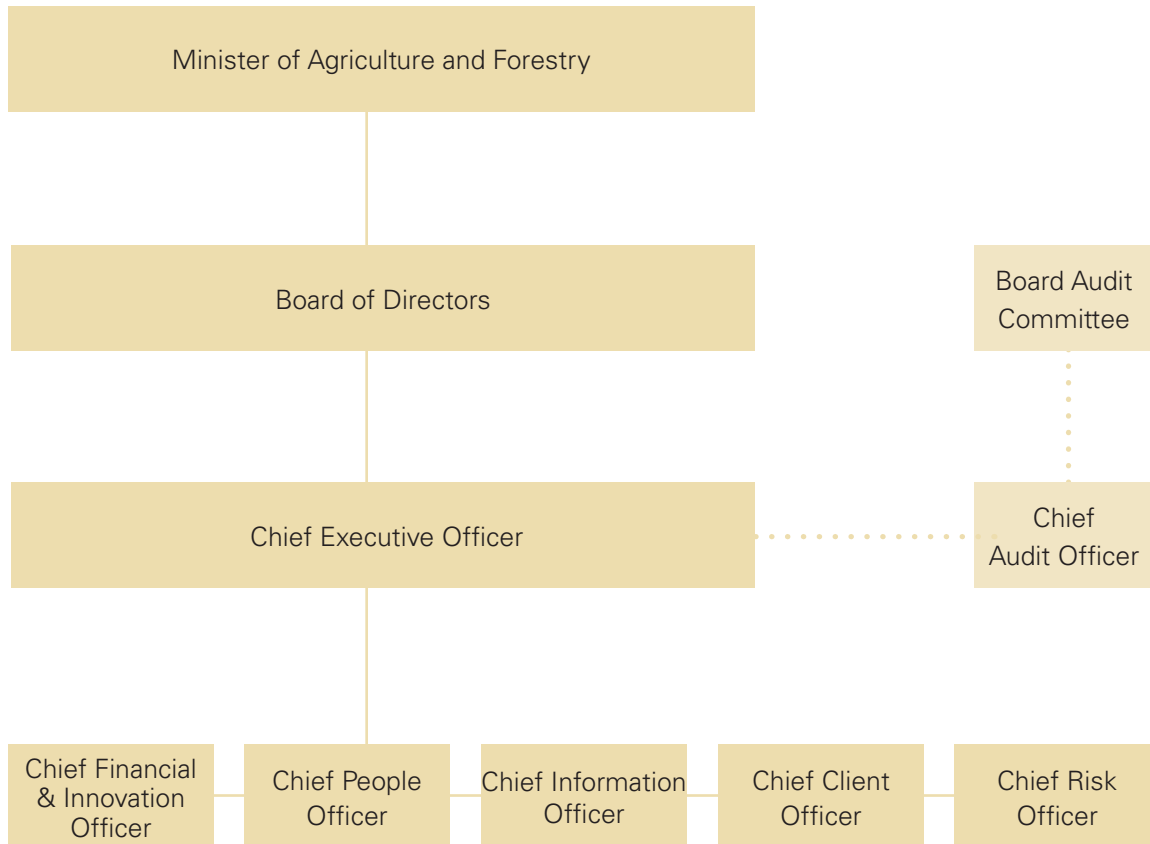 Minister of Agriculture and Forestry
Board of Directors
Board Audit
Committee
Chief Executive Officer
Chief
Audit Officer
Chief Financial
& Innovation
Officer
Chief People
Officer
Chief Information
Officer
Chief Client
Officer
Chief Risk
Officer